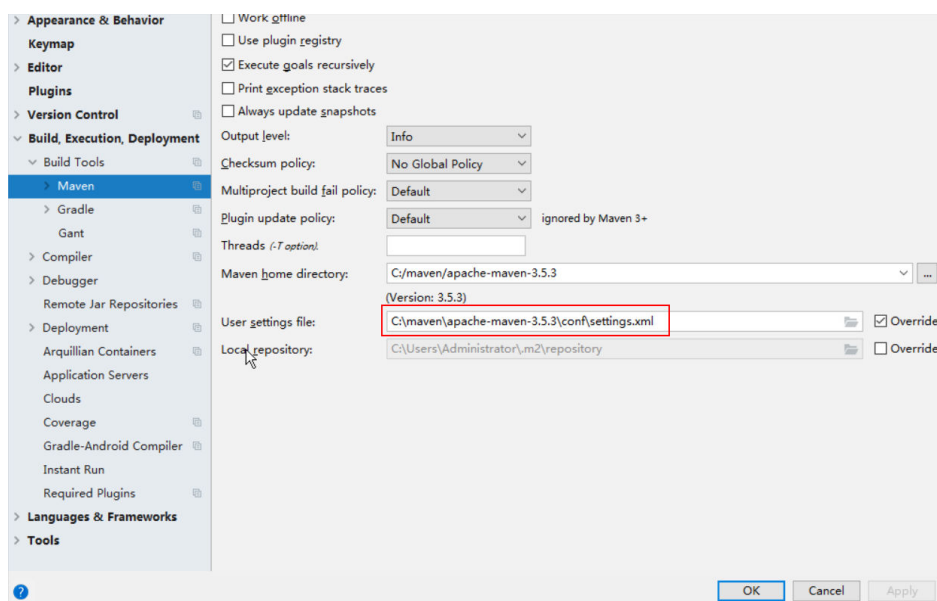 Appearance & Behavior
Keymap
Editor
Plugins
Version Control
Build, Execution, Deployment
Build Tools
Maven
Gradle
Gant
Compiler
Debugger
Remote Jar Repositories
Deployment
Arquillian Containers
Application Servers
Clouds
Coverage
Gradle-Android Compiler
Instant Run
Required Plugins
Languages & Frameworks
Tools
Work offline
Use plugin registry
Execute goals recursively
Print exception stack traces
Always update snapshots
Output level: Info
Checksum policy: No Global Policy
Multiproject build fail policy: Default
Plugin update policy: Default ignored by Maven 3+
Threads (-T option).
Maven home directory: C:/maven/apache-maven-3.5.3 ...
(Version: 3.5.3)
User settings file: C:\maven\apache-maven-3.5.3\conf\settings.xml Override
Local repository: C:\Users\Administrator\.m2\repository Override
? OK Cancel Apply